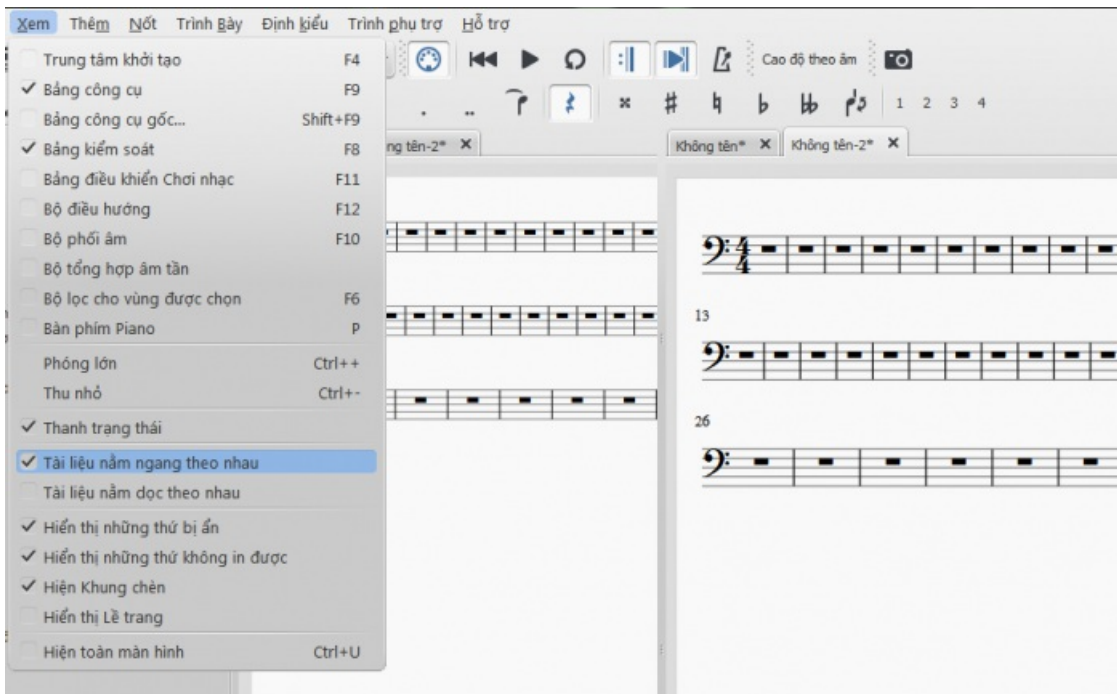 Xem Thêm Nốt Trình Bày Định kiểu Trình phụ trợ Hỗ trợ
Trung tâm khởi tạo F4
Bảng công cụ F9
Bảng công cụ gốc... Shift+F9
Bảng kiểm soát F8
Bảng điều khiển Chơi nhạc F11
Bộ điều hướng F12
Bộ phối âm F10
Bộ tổng hợp âm tần
Bộ lọc cho vùng được chọn F6
Bàn phím Piano P
Phóng lớn Ctrl++
Thu nhỏ Ctrl+-
Thanh trạng thái
Tài liệu nằm ngang theo nhau
Tài liệu nằm dọc theo nhau
Hiển thị những thứ bị ẩn
Hiển thị những thứ không in được
Hiện Khung chèn
Hiển thị Lề trang
Hiện toàn màn hình Ctrl+U
Cao độ theo âm
1 2 3 4
ng tên-2* Không tên* Không tên-2*
4
4
13
26